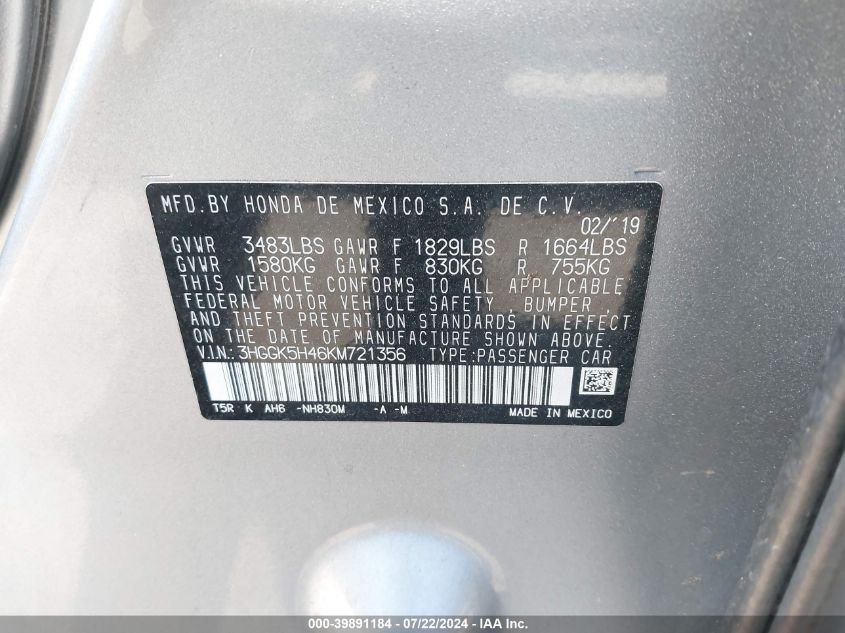 MFD.BY HONDA DE MEXICO S.A. DE C.V.
02/'19
GVWR 3483LBS GAWR F 1829LBS R 1664LBS
GVWR 1580KG GAWR F 830KG R 755KG
THIS VEHICLE CONFORMS TO ALL APPLICABLE
FEDERAL MOTOR VEHICLE SAFETY, BUMPER,
AND THEFT PREVENTION STANDARDS IN EFFECT
ON THE DATE OF MANUFACTURE SHOWN ABOVE.
V.I.N.: 3HGGK5H46KM721356 TYPE:PASSENGER CAR
T5R K AH6 -NH830M -A -M MADE IN MEXICO
000-39891184 - 07/22/2024 - IAA Inc.